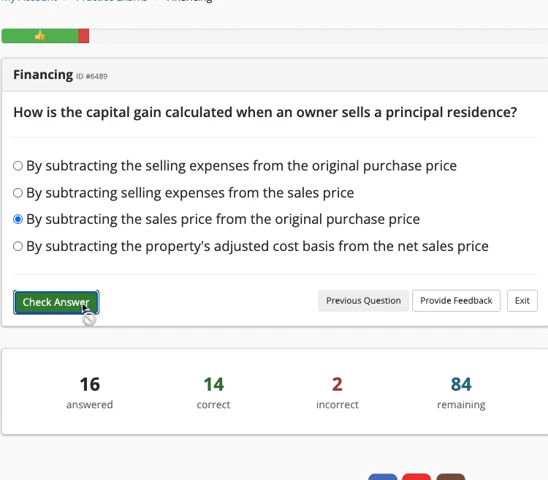 Financing ID #6489
How is the capital gain calculated when an owner sells a principal residence?
By subtracting the selling expenses from the original purchase price
By subtracting selling expenses from the sales price
By subtracting the sales price from the original purchase price
By subtracting the property's adjusted cost basis from the net sales price
Check Answer Previous Question Provide Feedback Exit
16 14 2 84
answered correct incorrect remaining